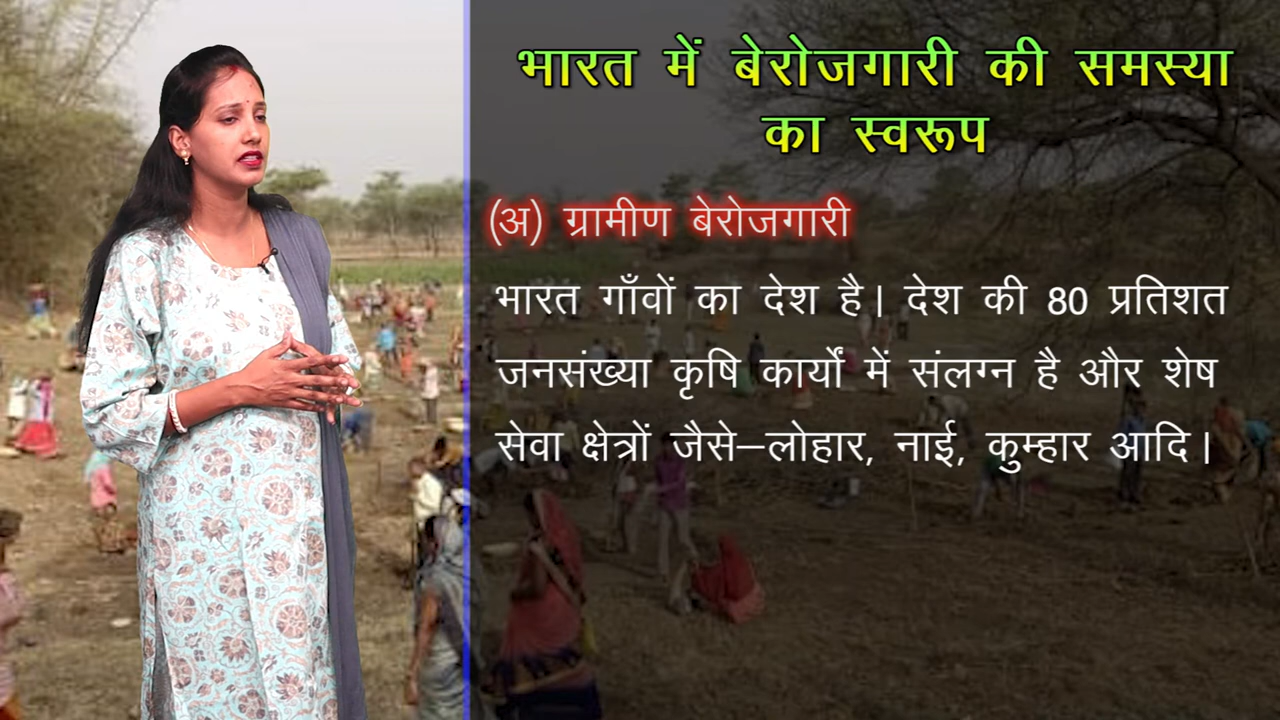 भारत में बेरोजगारी की समस्या
का स्वरूप
(अ) ग्रामीण बेरोजगारी
भारत गाँवों का देश है। देश की 80 प्रतिशत
जनसंख्या कृषि कार्यों में संलग्न है और शेष
सेवा क्षेत्रों जैसे–लोहार, नाई, कुम्हार आदि।